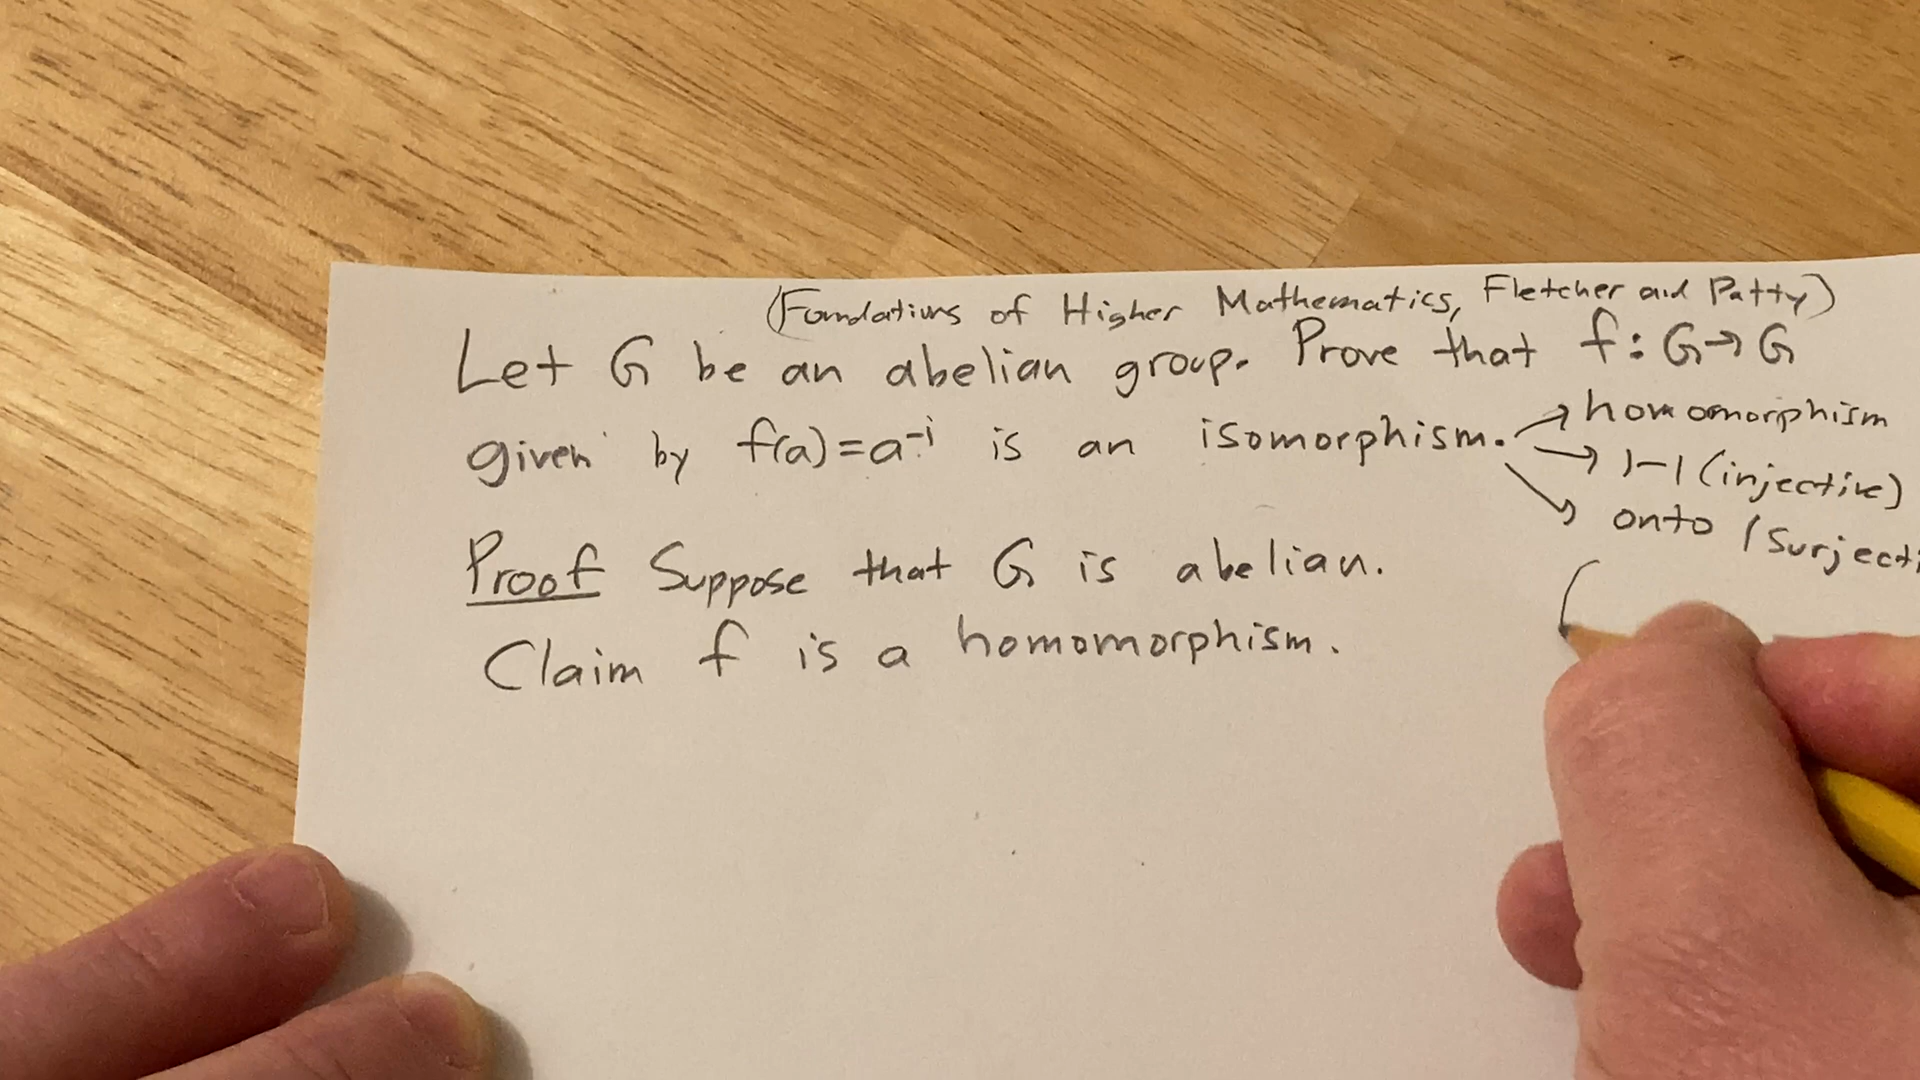 (Foundations of Higher Mathematics, Fletcher and Patty)
Let G be an abelian group. Prove that f: G→G
given by f(a)=a⁻¹ is an isomorphism.
→ homomorphism
→ 1-1 (injective)
→ onto (Surjecti
Proof Suppose that G is abelian.
Claim f is a homomorphism.